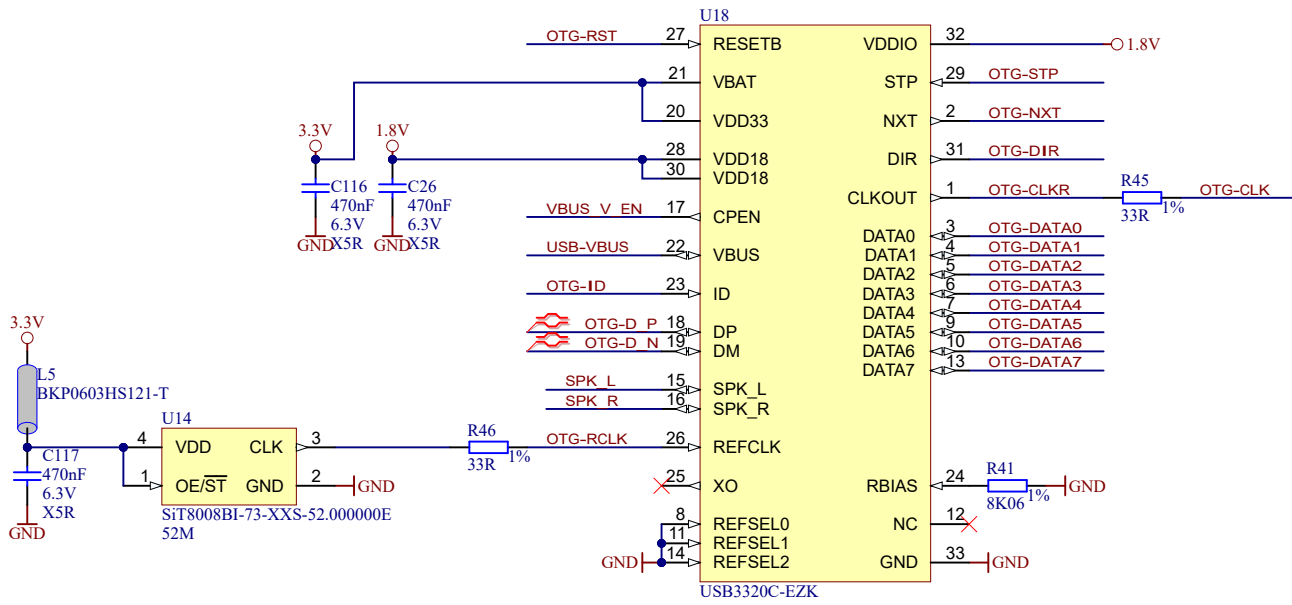 U18
OTG-RST 27 RESETB VDDIO 32 1.8V
21 VBAT STP 29 OTG-STP
20 VDD33 NXT 2 OTG-NXT
3.3V 1.8V
28 VDD18 DIR 31 OTG-DIR
30 VDD18
C116 C26
470nF 470nF
6.3V 6.3V
X5R X5R
GND GND
CLKOUT 1 OTG-CLKR R45 OTG-CLK
33R 1%
VBUS_V_EN 17 CPEN
DATA0 3 OTG-DATA0
USB-VBUS 22 VBUS DATA1 4 OTG-DATA1
DATA2 5 OTG-DATA2
OTG-ID 23 ID DATA3 6 OTG-DATA3
DATA4 7 OTG-DATA4
OTG-D_P 18 DP DATA5 9 OTG-DATA5
OTG-D_N 19 DM DATA6 10 OTG-DATA6
DATA7 13 OTG-DATA7
3.3V
L5
BKP0603HS121-T
SPK_L 15 SPK_L
SPK_R 16 SPK_R
U14
4 VDD CLK 3 R46 OTG-RCLK 26 REFCLK
33R 1%
C117
470nF
6.3V
X5R
GND
1 OE/ST GND 2 GND
25 XO RBIAS 24 R41 GND
8K06 1%
SiT8008BI-73-XXS-52.000000E
52M
8 REFSEL0 NC 12
11 REFSEL1
GND 14 REFSEL2 GND 33 GND
USB3320C-EZK